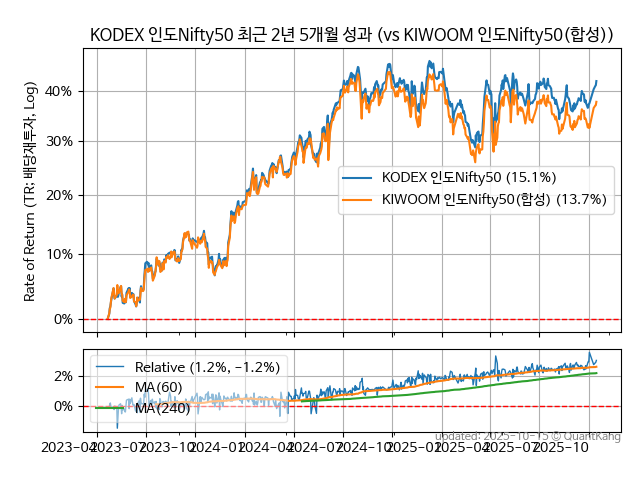 KODEX 인도Nifty50 최근 2년 5개월 성과 (vs KIWOOM 인도Nifty50(합성))
Rate of Return (TR: 배당재투자, Log)
40%
30%
20%
10%
0%
KODEX 인도Nifty50 (15.1%)
KIWOOM 인도Nifty50(합성) (13.7%)
2%
0%
Relative (1.2%, -1.2%)
MA(60)
MA(240)
updated: 2025-10-15 © QuantKang
2023-04 2023-07 2023-10 2024-01 2024-04 2024-07 2024-10 2025-01 2025-04 2025-07 2025-10